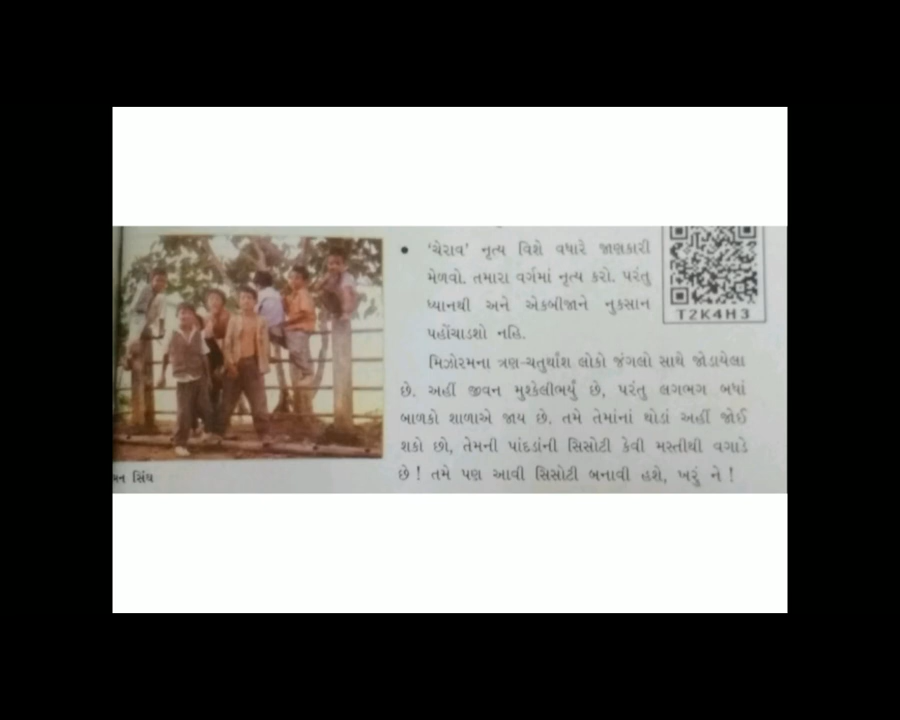 • 'ચેરાવ' નૃત્ય વિશે વધારે જાણકારી
મેળવો. તમારા વર્ગમાં નૃત્ય કરો. પરંતુ
ધ્યાનથી અને એકબીજાને નુકસાન
પહોંચાડશો નહિ.
T2K4H3
મિઝોરમના ત્રણ-ચતુર્થાંશ લોકો જંગલો સાથે જોડાયેલા
છે. અહીં જીવન મુશ્કેલીભર્યું છે, પરંતુ લગભગ બધાં
બાળકો શાળાએ જાય છે. તમે તેમાંનાં થોડાં અહીં જોઈ
શકો છો, તેમની પાંદડાંની સિસોટી કેવી મસ્તીથી વગાડે
છે! તમે પણ આવી સિસોટી બનાવી હશે, ખરું ને!
સિંઘ